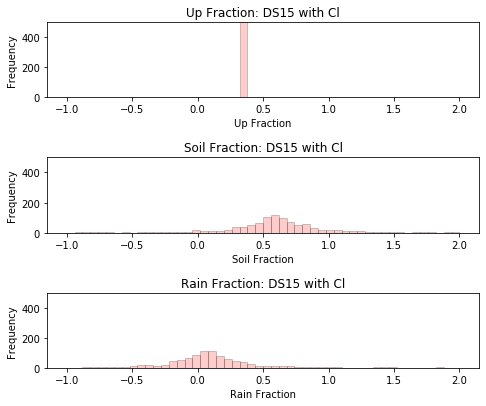 Up Fraction: DS15 with Cl
400
200
0
Frequency
−1.0 −0.5 0.0 0.5 1.0 1.5 2.0
Up Fraction
Soil Fraction: DS15 with Cl
400
200
0
Frequency
−1.0 −0.5 0.0 0.5 1.0 1.5 2.0
Soil Fraction
Rain Fraction: DS15 with Cl
400
200
0
Frequency
−1.0 −0.5 0.0 0.5 1.0 1.5 2.0
Rain Fraction